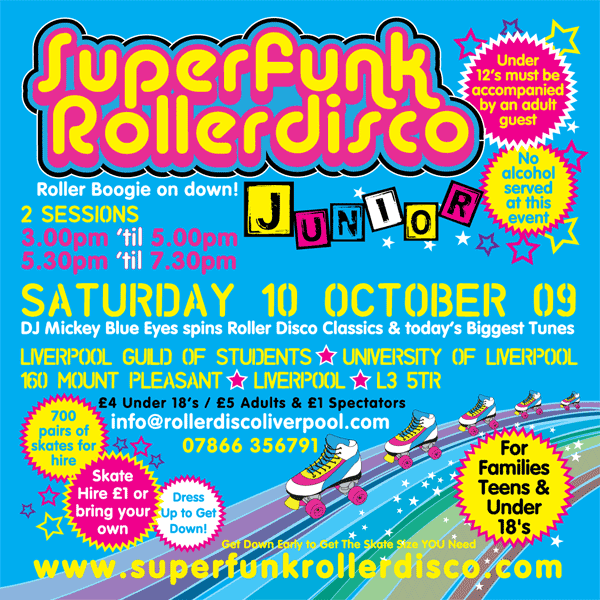 SuperFunk
Rollerdisco
Under
12's must be
accompanied
by an adult
guest
No
alcohol
served
at this
event
Roller Boogie on down!
JUNIOR
2 SESSIONS
3.00pm 'til 5.00pm
5.30pm 'til 7.30pm
SATURDAY 10 OCTOBER 09
DJ Mickey Blue Eyes spins Roller Disco Classics & today's Biggest Tunes
LIVERPOOL GUILD OF STUDENTS ★ UNIVERSITY OF LIVERPOOL
160 MOUNT PLEASANT ★ LIVERPOOL ★ L3 5TR
£4 Under 18's / £5 Adults & £1 Spectators
info@rollerdiscoliverpool.com
07866 356791
700
pairs of
skates for
hire
Skate
Hire £1 or
bring your
own
Dress
Up to Get
Down!
For
Families
Teens &
Under
18's
Get Down Early to Get The Skate Size YOU Need
www.superfunkrollerdisco.com